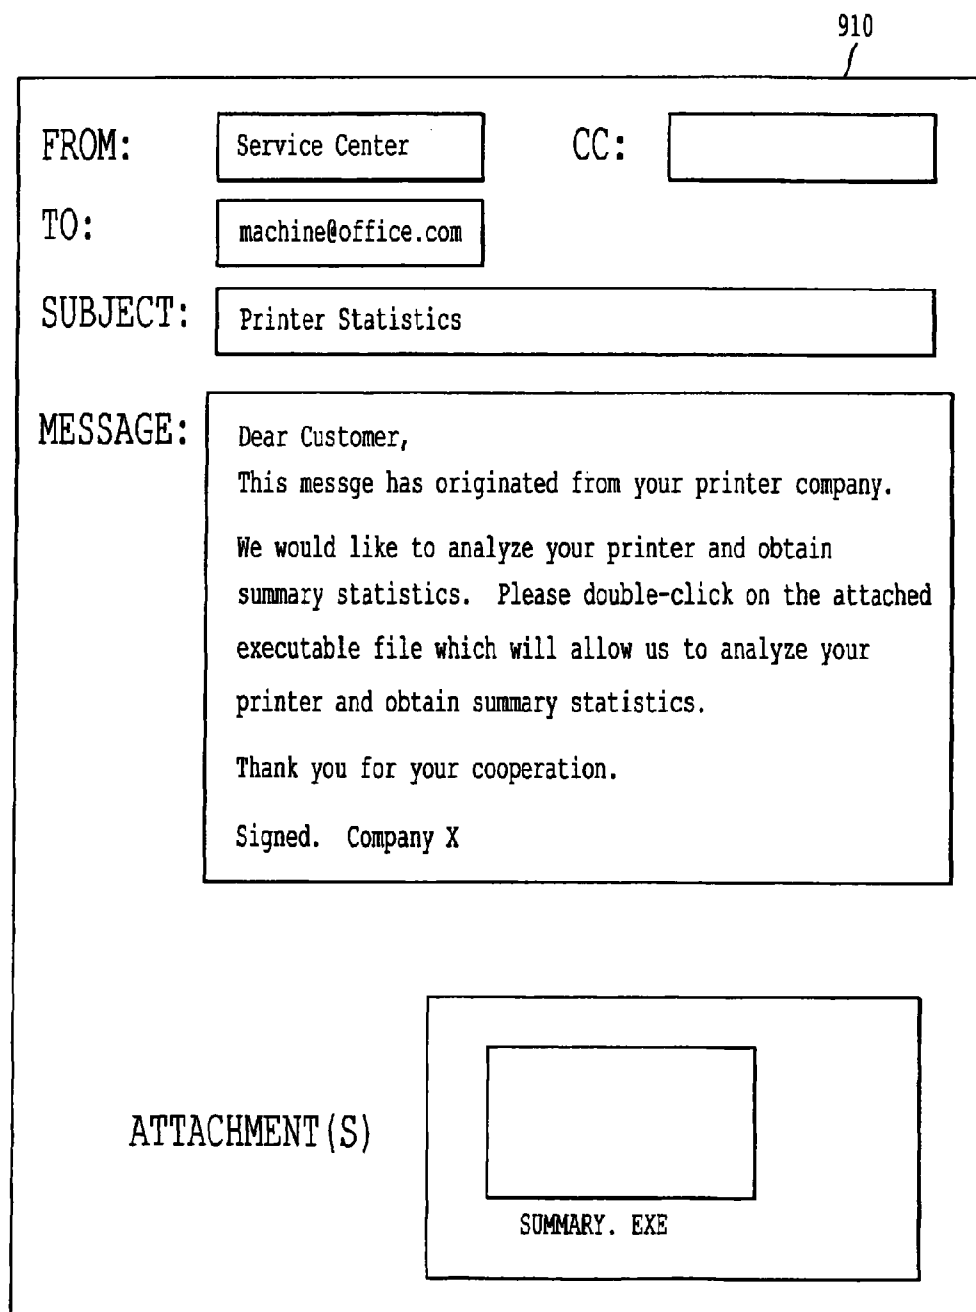 910
FROM: Service Center CC:
TO: machine@office.com
SUBJECT: Printer Statistics
MESSAGE: Dear Customer,
This messge has originated from your printer company.
We would like to analyze your printer and obtain
summary statistics. Please double-click on the attached
executable file which will allow us to analyze your
printer and obtain summary statistics.
Thank you for your cooperation.
Signed. Company X
ATTACHMENT(S)
SUMMARY. EXE